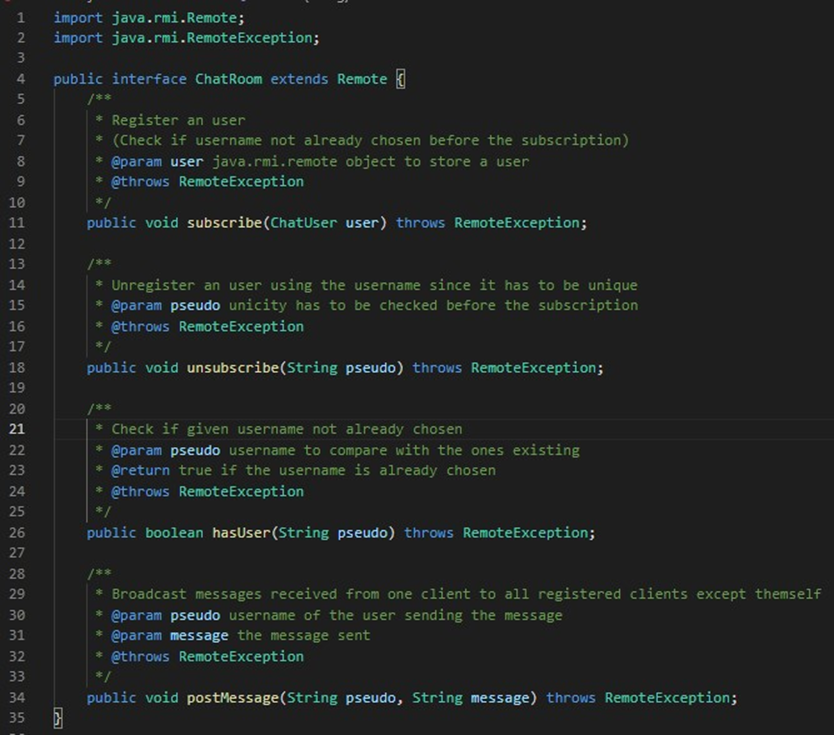 1 import java.rmi.Remote;
2 import java.rmi.RemoteException;
3
4 public interface ChatRoom extends Remote {
5     /**
6      * Register an user
7      * (Check if username not already chosen before the subscription)
8      * @param user java.rmi.remote object to store a user
9      * @throws RemoteException
10      */
11     public void subscribe(ChatUser user) throws RemoteException;
12
13     /**
14      * Unregister an user using the username since it has to be unique
15      * @param pseudo unicity has to be checked before the subscription
16      * @throws RemoteException
17      */
18     public void unsubscribe(String pseudo) throws RemoteException;
19
20     /**
21      * Check if given username not already chosen
22      * @param pseudo username to compare with the ones existing
23      * @return true if the username is already chosen
24      * @throws RemoteException
25      */
26     public boolean hasUser(String pseudo) throws RemoteException;
27
28     /**
29      * Broadcast messages received from one client to all registered clients except themself
30      * @param pseudo username of the user sending the message
31      * @param message the message sent
32      * @throws RemoteException
33      */
34     public void postMessage(String pseudo, String message) throws RemoteException;
35 }